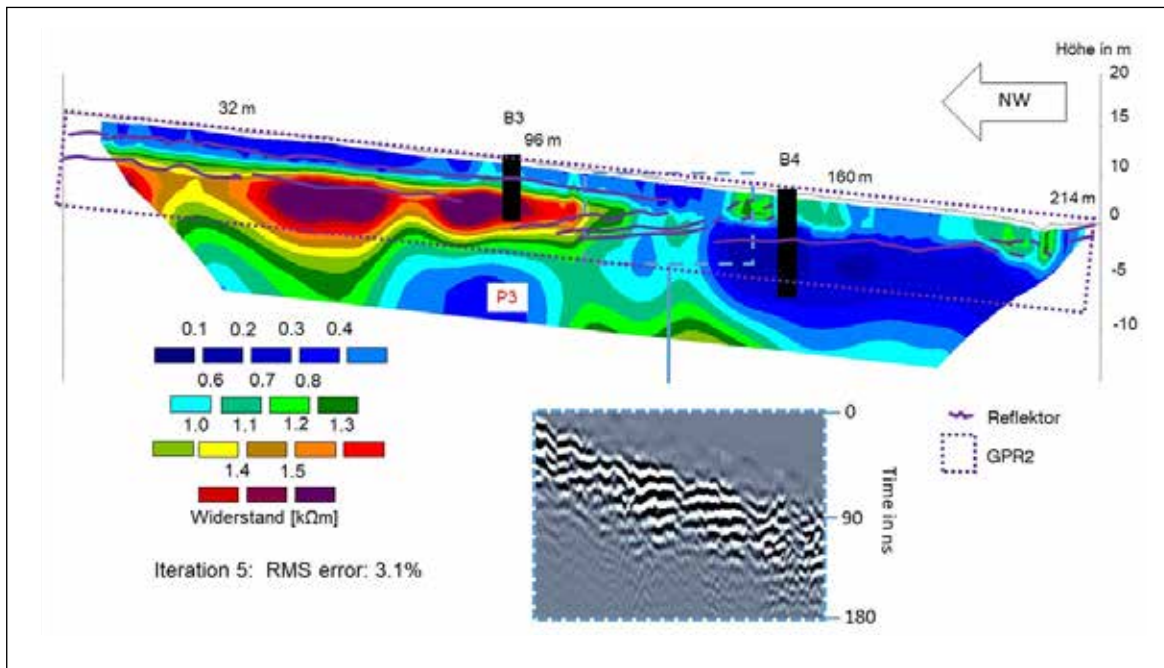 Höhe in m
20
NW
15
32 m
B3
96 m
10
B4
160 m
214 m
0
-5
P3
-10
0.1 0.2 0.3 0.4
0.6 0.7 0.8
1.0 1.1 1.2 1.3
1.4 1.5
Widerstand [kΩm]
Iteration 5: RMS error: 3.1%
0
90
180
Time in ns
Reflektor
GPR2